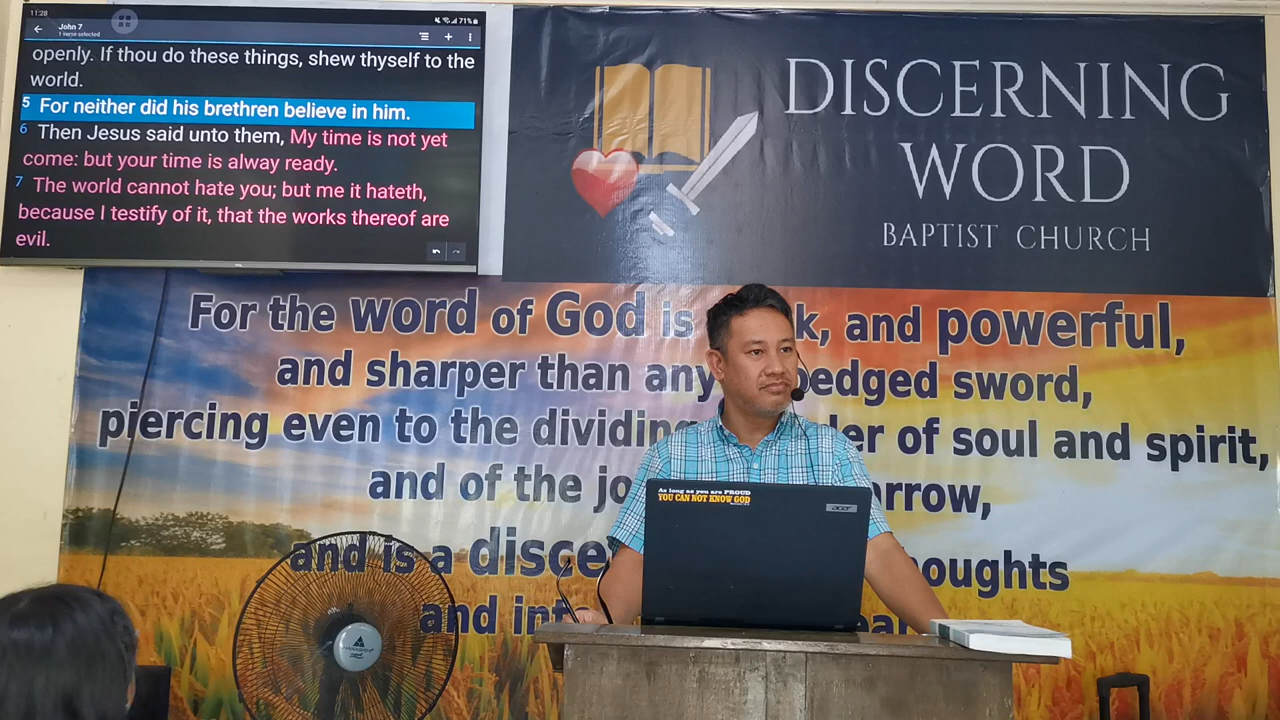 11:28
71%
John 7
1 verse selected
openly. If thou do these things, shew thyself to the
world.
5 For neither did his brethren believe in him.
6 Then Jesus said unto them, My time is not yet
come: but your time is alway ready.
7 The world cannot hate you; but me it hateth,
because I testify of it, that the works thereof are
evil.
DISCERNING
WORD
BAPTIST CHURCH
For the word of God is k, and powerful,
and sharper than any edged sword,
piercing even to the dividing der of soul and spirit,
and of the jo arrow,
and is a disce oughts
and int ear
As long as you are PROUD
YOU CAN NOT KNOW GOD
acer